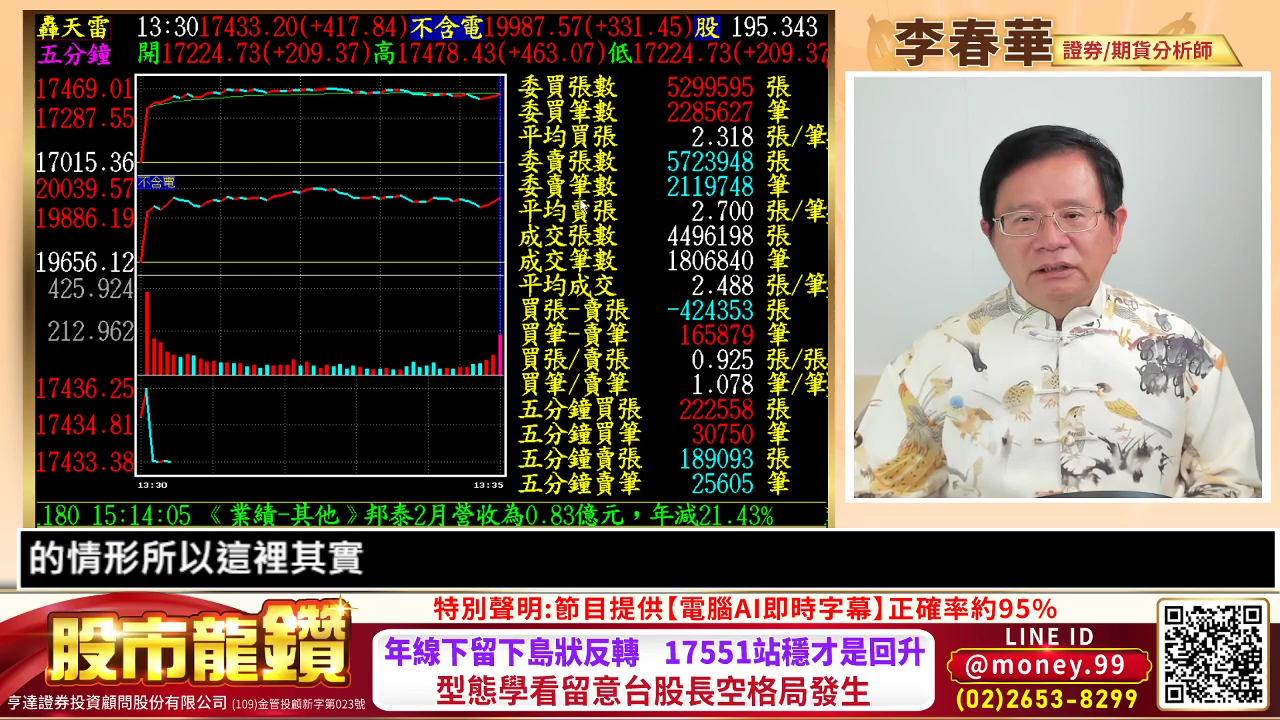 轟天雷 13:30 17433.20(+417.84) 不含電 19987.57(+331.45) 股 195.343
五分鐘 開17224.73(+209.37)高17478.43(+463.07)低17224.73(+209.37
17469.01
17287.55
17015.36
20039.57
不含電
19886.19
19656.12
425.924
212.962
17436.25
17434.81
17433.38
13:30 13:35
委買張數 5299595 張
委買筆數 2285627 筆
平均買張 2.318 張/筆
委賣張數 5723948 張
委賣筆數 2119748 筆
平均賣張 2.700 張/筆
成交張數 4496198 張
成交筆數 1806840 筆
平均成交 2.488 張/筆
買張-賣張 -424353 張
買筆-賣筆 165879 筆
買張/賣張 0.925 張/張
買筆/賣筆 1.078 筆/筆
五分鐘買張 222558 張
五分鐘買筆 30750 筆
五分鐘賣張 189093 張
五分鐘賣筆 25605 筆
.180 15:14:05 《業績-其他》邦泰2月營收為0.83億元，年減21.43%
李春華 證券/期貨分析師
的情形所以這裡其實
股市龍鑽
亨達證券投資顧問股份有限公司 (109)金管投顧新字第023號
特別聲明:節目提供【電腦AI即時字幕】正確率約95%
年線下留下島狀反轉 17551站穩才是回升
型態學看留意台股長空格局發生
LINE ID
@money.99
(02)2653-8299